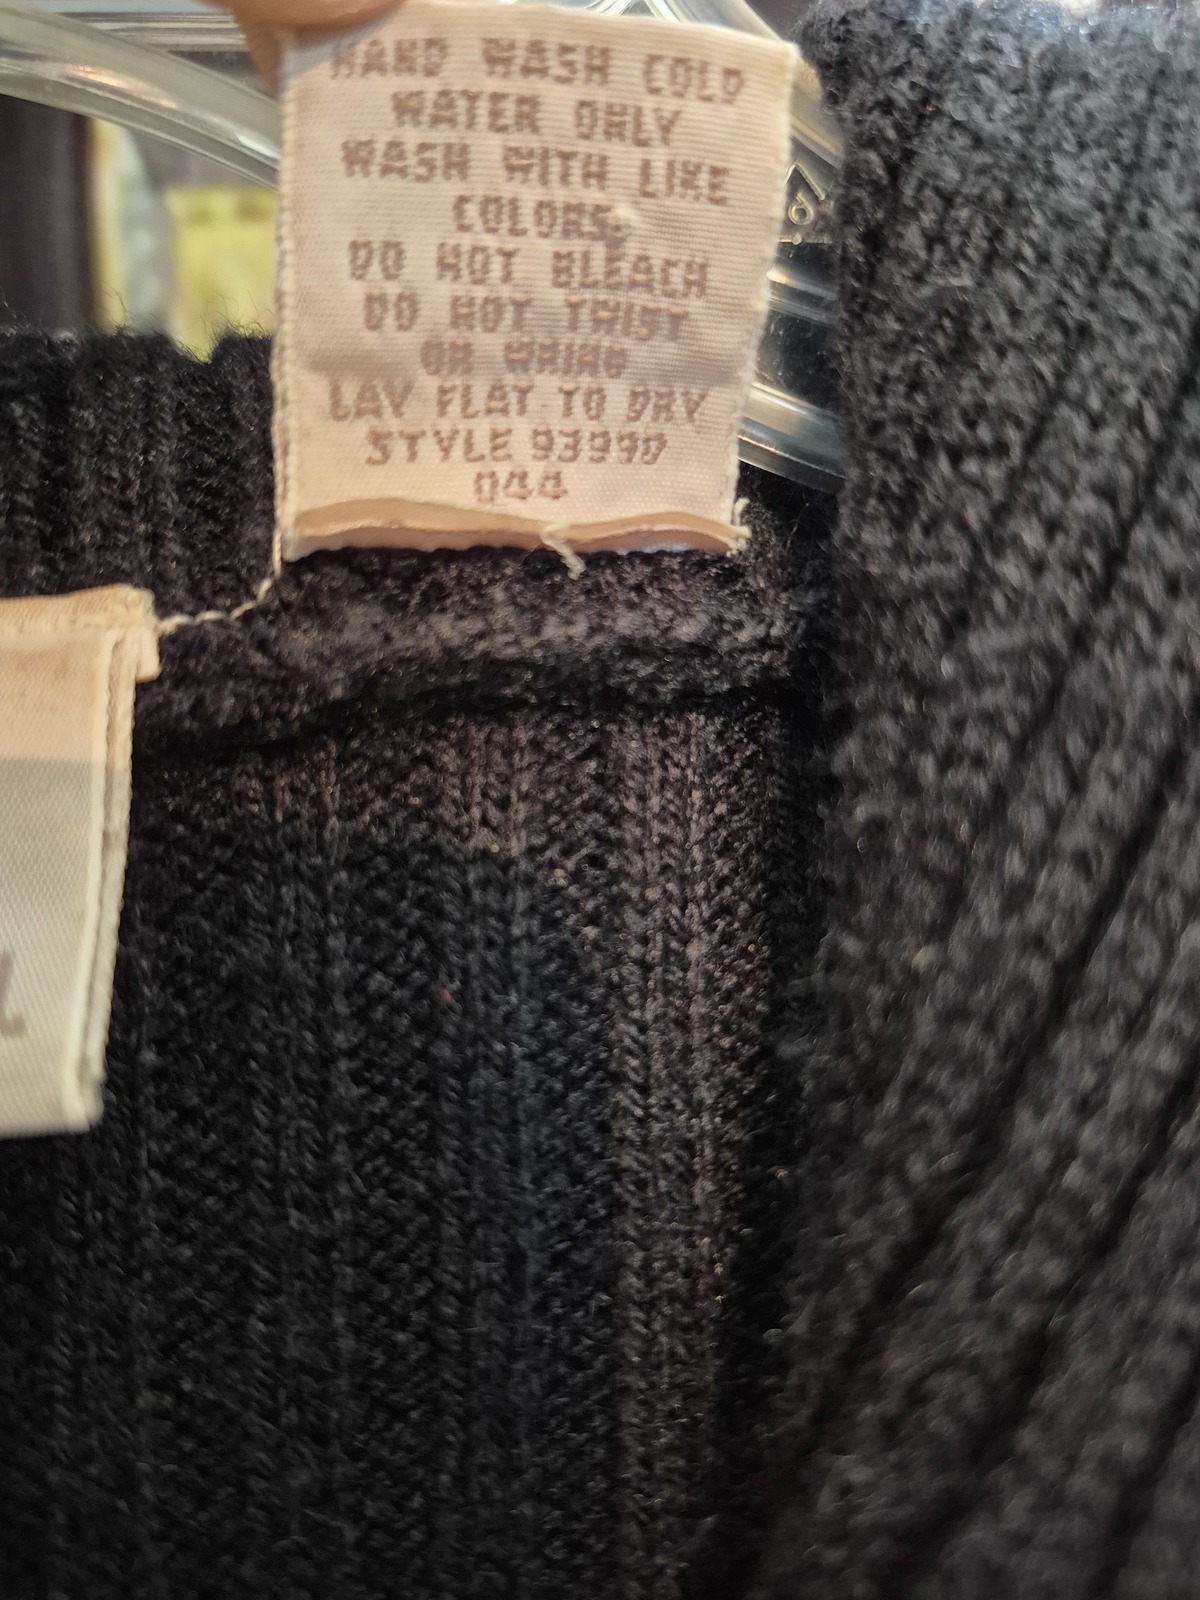 HAND WASH COLD
WATER ONLY
WASH WITH LIKE
COLORS.
DO NOT BLEACH
DO NOT TWIST
OR WRING
LAY FLAT TO DRY
STYLE 93990
044